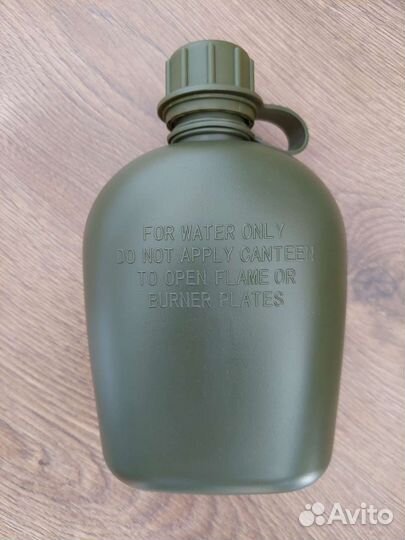 FOR WATER ONLY
DO NOT APPLY CANTEEN
TO OPEN FLAME OR
BURNER PLATES
Avito